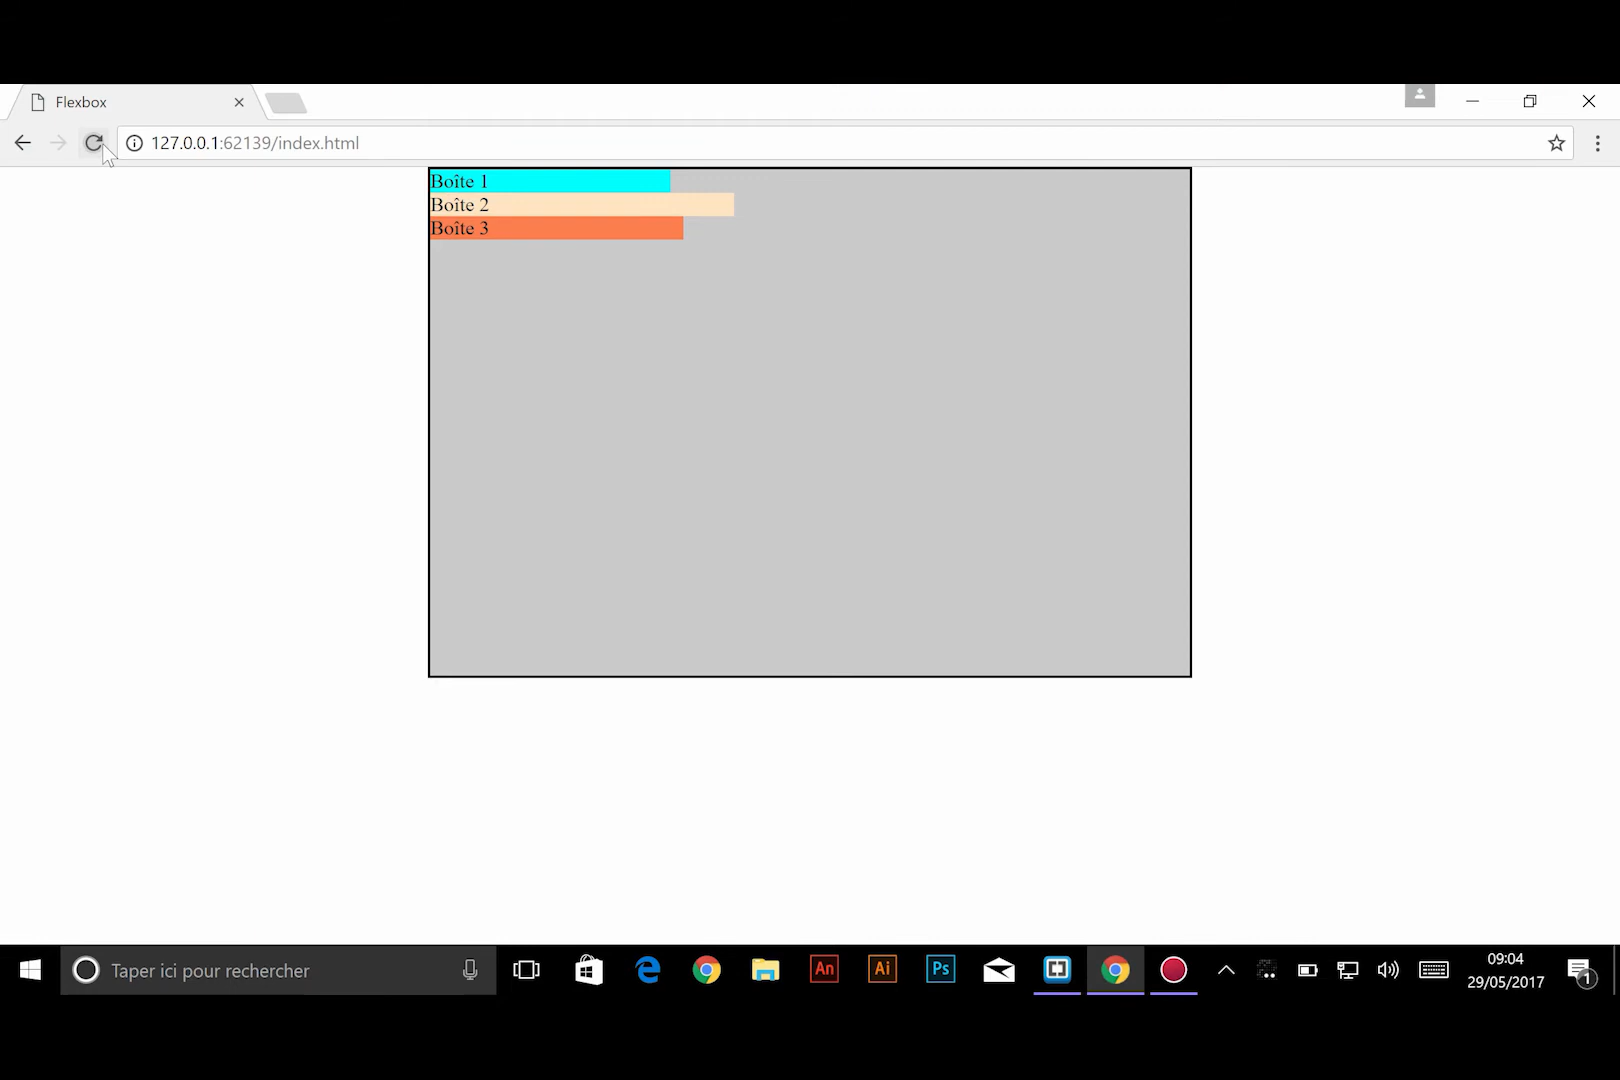 Flexbox
127.0.0.1:62139/index.html
Boîte 1
Boîte 2
Boîte 3
Taper ici pour rechercher
An
Ai
Ps
09:04
29/05/2017
1